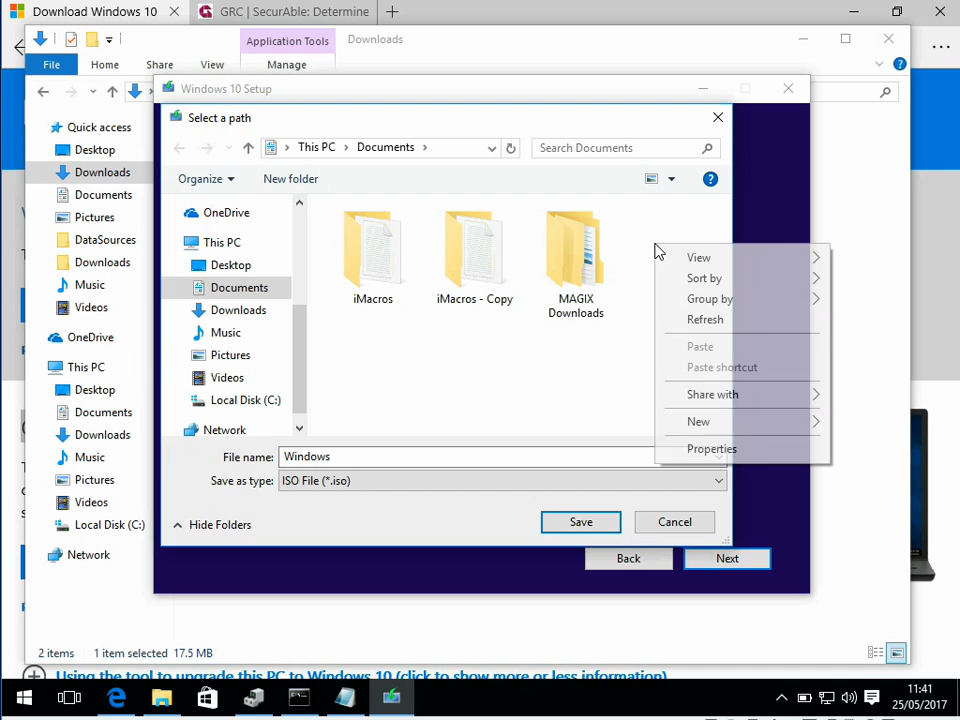 Download Windows 10
GRC | SecurAble: Determine
Application Tools
Downloads
File
Home
Share
View
Manage
Windows 10 Setup
Select a path
This PC
Documents
Search Documents
Organize
New folder
Quick access
Desktop
Downloads
Documents
Pictures
DataSources
Downloads
Music
Videos
OneDrive
This PC
Desktop
Documents
Downloads
Music
Pictures
Videos
Local Disk (C:)
Network
OneDrive
This PC
Desktop
Documents
Downloads
Music
Pictures
Videos
Local Disk (C:)
Network
iMacros
iMacros - Copy
MAGIX
Downloads
View
Sort by
Group by
Refresh
Paste
Paste shortcut
Share with
New
Properties
File name:
Windows
Save as type:
ISO File (*.iso)
Hide Folders
Save
Cancel
Back
Next
2 items
1 item selected 17.5 MB
Using the tool to upgrade this PC to Windows 10 (click to show more or less information)
11:41
25/05/2017